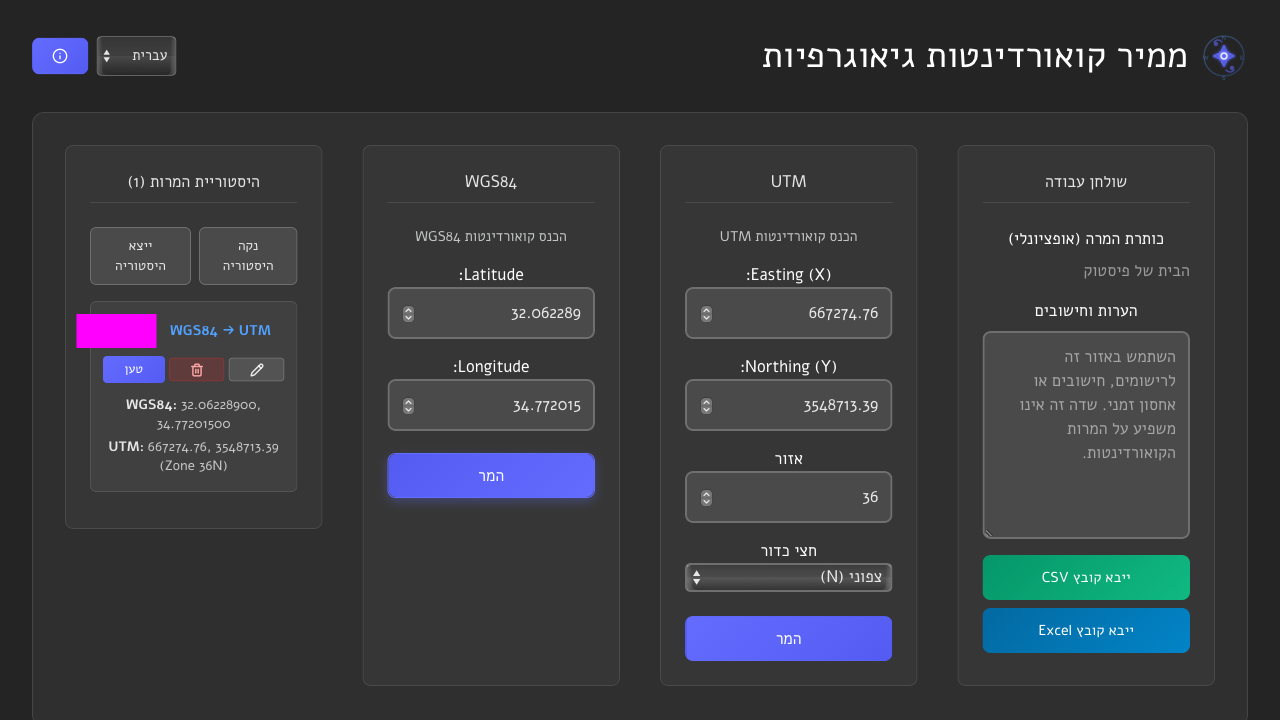 ממיר קואורדינטות גיאוגרפיות
עברית
שולחן עבודה
כותרת המרה (אופציונלי)
הבית של פיסטוק
הערות וחישובים
השתמש באזור זה
לרישומים, חישובים או
אחסון זמני. שדה זה אינו
משפיע על המרות
הקואורדינטות.
ייבא קובץ CSV
ייבא קובץ Excel
UTM
הכנס קואורדינטות UTM
Easting (X):
667274.76
Northing (Y):
3548713.39
אזור
36
חצי כדור
צפוני (N)
המר
WGS84
הכנס קואורדינטות WGS84
Latitude:
32.062289
Longitude:
34.772015
המר
היסטוריית המרות (1)
נקה
היסטוריה
ייצא
היסטוריה
WGS84 → UTM
טען
WGS84: 32.06228900,
34.77201500
UTM: 667274.76, 3548713.39
(Zone 36N)